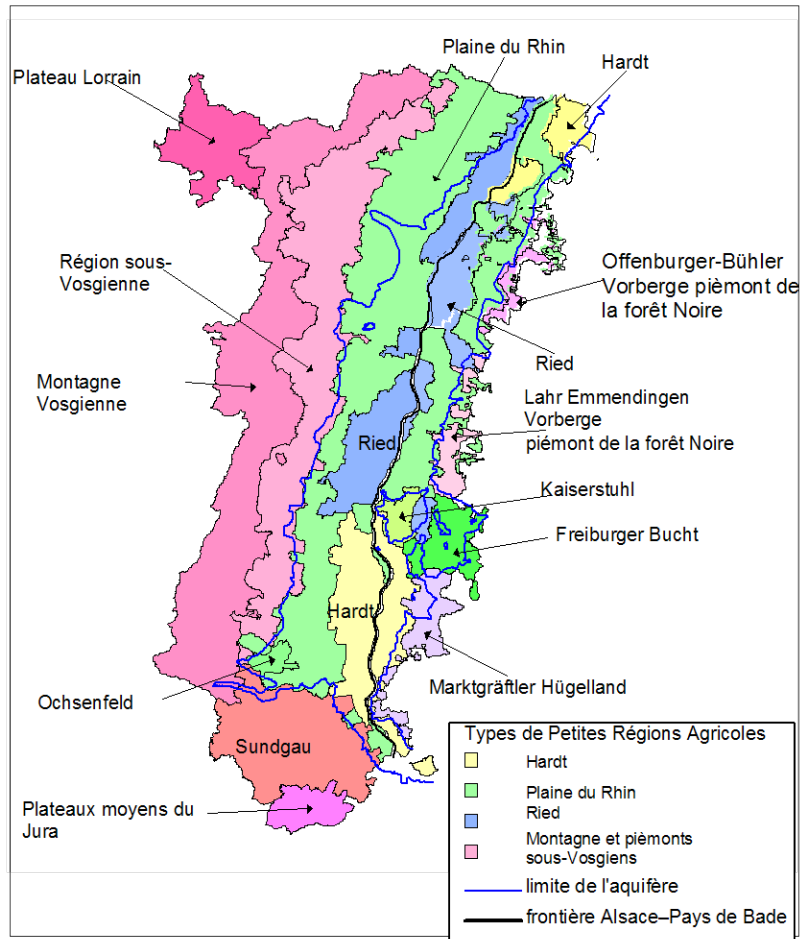 Plaine du Rhin
Hardt
Plateau Lorrain
Région sous-
Vosgienne
Offenburger-Bühler
Vorberge pièmont de
la forêt Noire
Montagne
Vosgienne
Ried
Lahr Emmendingen
Vorberge
piémont de la forêt Noire
Ried
Kaiserstuhl
Freiburger Bucht
Hardt
Marktgräftler Hügelland
Ochsenfeld
Sundgau
Plateaux moyens du
Jura
Types de Petites Régions Agricoles
Hardt
Plaine du Rhin
Ried
Montagne et pièmonts
sous-Vosgiens
limite de l'aquifère
frontière Alsace–Pays de Bade